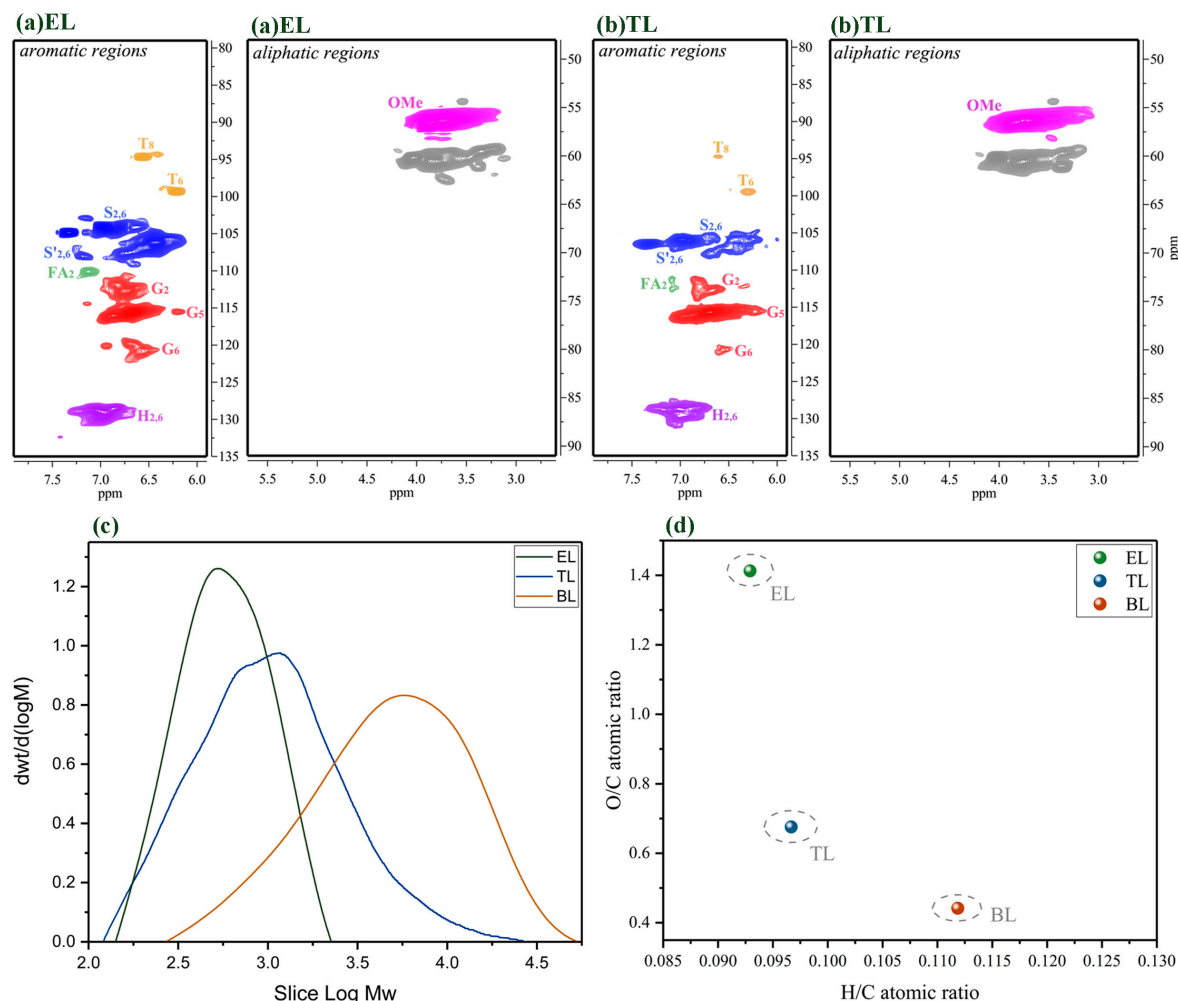 (a)EL
(a)EL
(b)TL
(b)TL
aromatic regions
80
85
90
95
100
105
110
115
120
125
130
135
T8
T6
S2,6
S'2,6
FA2
G2
G5
G6
H2,6
7.5 7.0 6.5 6.0
ppm
aliphatic regions
OMe
50
55
60
65
70
75
80
85
90
5.5 5.0 4.5 4.0 3.5 3.0
ppm
aromatic regions
80
85
90
95
100
105
110
115
120
125
130
135
T8
T6
S2,6
S'2,6
FA2
G2
G5
G6
H2,6
7.5 7.0 6.5 6.0
ppm
aliphatic regions
OMe
50
55
60
65
70
75
80
85
90
ppm
5.5 5.0 4.5 4.0 3.5 3.0
ppm
(c)
EL
TL
BL
dwt/d(logM)
1.2
1.0
0.8
0.6
0.4
0.2
0.0
2.0 2.5 3.0 3.5 4.0 4.5
Slice Log Mw
(d)
EL
TL
BL
EL
TL
BL
O/C atomic ratio
1.4
1.2
1.0
0.8
0.6
0.4
0.085 0.090 0.095 0.100 0.105 0.110 0.115 0.120 0.125 0.130
H/C atomic ratio